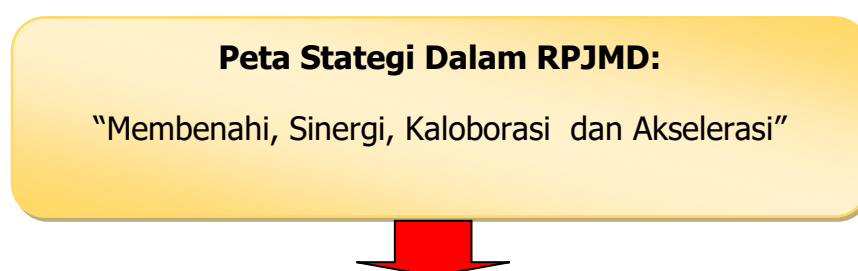 Peta Stategi Dalam RPJMD:
“Membenahi, Sinergi, Kaloborasi  dan Akselerasi”